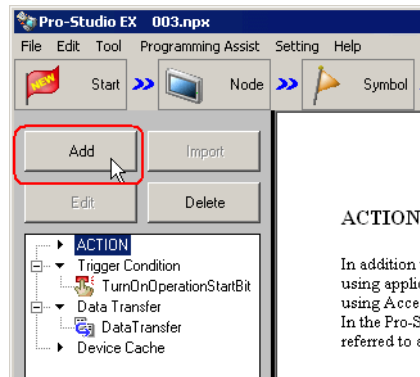 Pro-Studio EX 003.npx
File Edit Tool Programming Assist Setting Help
NEW Start Node Symbol
Add Import
Edit Delete
ACTION
Trigger Condition
TurnOnOperationStartBit
Data Transfer
DataTransfer
Device Cache
ACTION
In addition
using appli
using Acce
In the Pro-S
referred to a